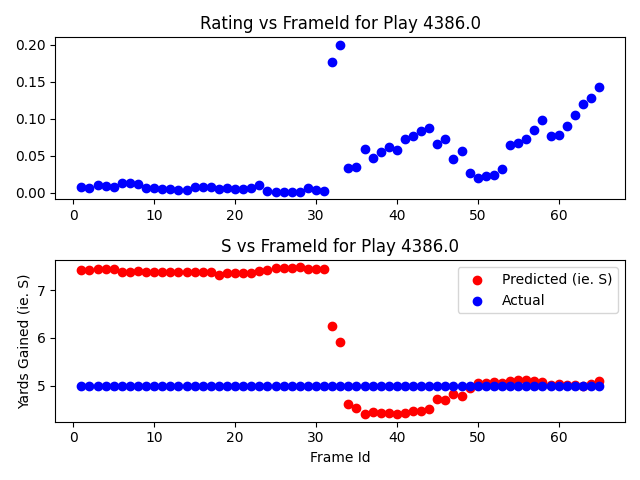 Rating vs FrameId for Play 4386.0
0.20
0.15
0.10
0.05
0.00
0 10 20 30 40 50 60
S vs FrameId for Play 4386.0
Yards Gained (ie. S)
7
6
5
Predicted (ie. S)
Actual
0 10 20 30 40 50 60
Frame Id